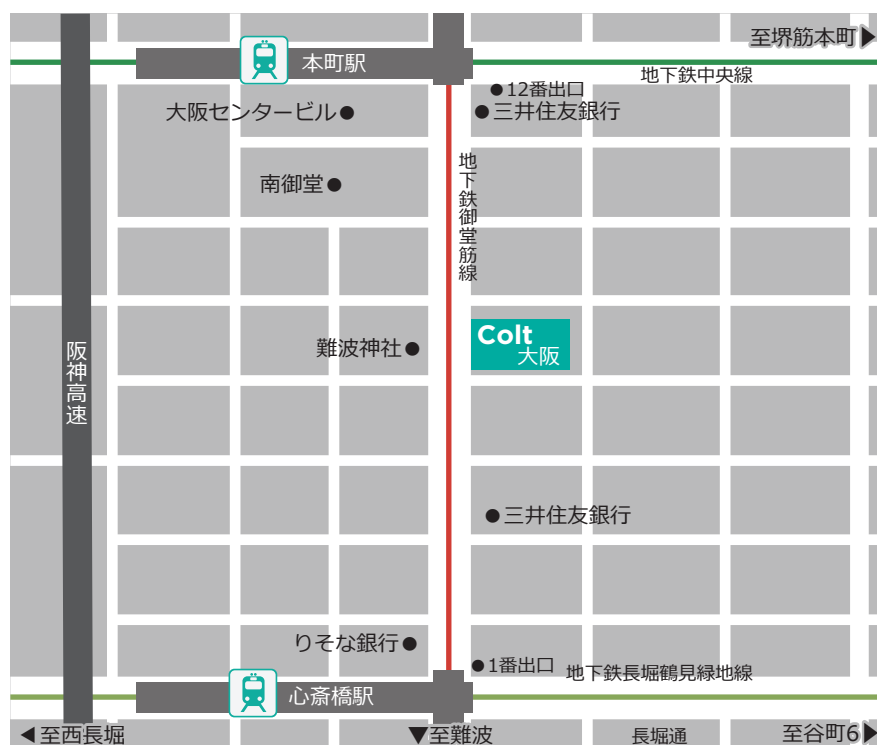 至堺筋本町▶
本町駅
地下鉄中央線
●12番出口
大阪センタービル●
●三井住友銀行
南御堂●
地下鉄御堂筋線
Colt
大阪
難波神社●
阪神高速
●三井住友銀行
りそな銀行●
●1番出口
地下鉄長堀鶴見緑地線
心斎橋駅
◀至西長堀
▼至難波
長堀通
至谷町6▶